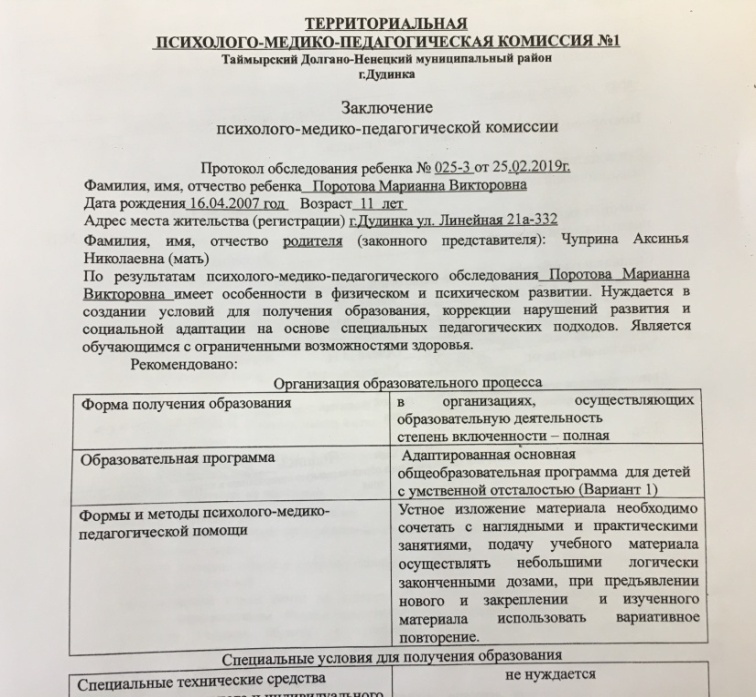 ТЕРРИТОРИАЛЬНАЯ
ПСИХОЛОГО-МЕДИКО-ПЕДАГОГИЧЕСКАЯ КОМИССИЯ №1
Таймырский Долгано-Ненецкий муниципальный район
г.Дудинка
Заключение
психолого-медико-педагогической комиссии
Протокол обследования ребенка № 025-3 от 25.02.2019г.
Фамилия, имя, отчество ребенка Поротова Марианна Викторовна
Дата рождения 16.04.2007 год Возраст 11 лет
Адрес места жительства (регистрации) г.Дудинка ул. Линейная 21а-332
Фамилия, имя, отчество родителя (законного представителя): Чуприна Аксинья
Николаевна (мать)
По результатам психолого-медико-педагогического обследования Поротова Марианна
Викторовна имеет особенности в физическом и психическом развитии. Нуждается в
создании условий для получения образования, коррекции нарушений развития и
социальной адаптации на основе специальных педагогических подходов. Является
обучающимся с ограниченными возможностями здоровья.
Рекомендовано:
Организация образовательного процесса
Форма получения образования
в организациях, осуществляющих
образовательную деятельность
степень включенности – полная
Образовательная программа
Адаптированная основная
общеобразовательная программа для детей
с умственной отсталостью (Вариант 1)
Формы и методы психолого-медико-
педагогической помощи
Устное изложение материала необходимо
сочетать с наглядными и практическими
занятиями, подачу учебного материала
осуществлять небольшими логически
законченными дозами, при предъявлении
нового и закреплении и изученного
материала использовать вариативное
повторение.
Специальные условия для получения образования
Специальные технические средства
не нуждается
и индивидуального